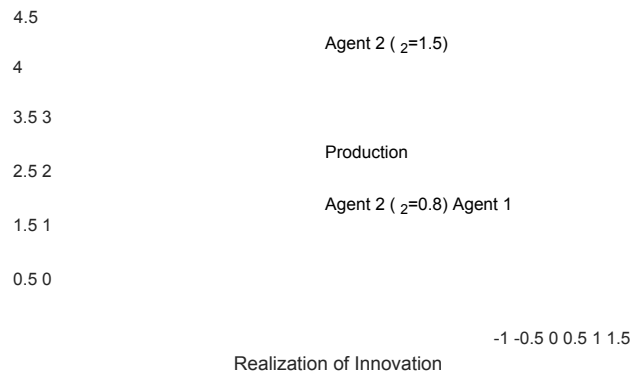 4.5
Agent 2 ( 2=1.5)
4
3.5 3
Production
2.5 2
Agent 2 ( 2=0.8) Agent 1
1.5 1
0.5 0
-1 -0.5 0 0.5 1 1.5
Realization of Innovation